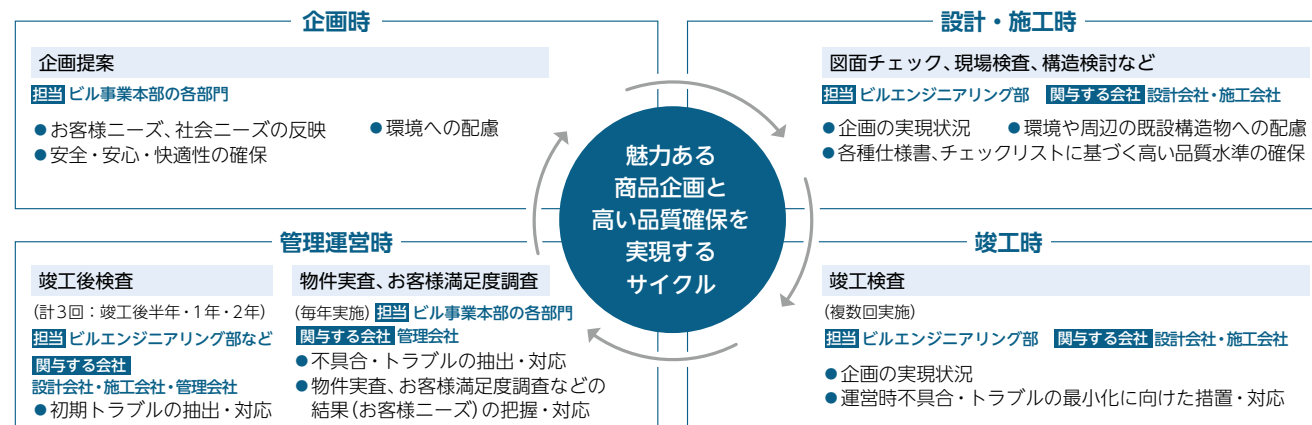 企画時
企画提案
担当 ビル事業本部の各部門
●お客様ニーズ、社会ニーズの反映 ●環境への配慮
●安全・安心・快適性の確保
設計・施工時
図面チェック、現場検査、構造検討など
担当 ビルエンジニアリング部 関与する会社 設計会社・施工会社
●企画の実現状況 ●環境や周辺の既設構造物への配慮
●各種仕様書、チェックリストに基づく高い品質水準の確保
魅力ある
商品企画と
高い品質確保を
実現する
サイクル
管理運営時
竣工後検査
(計3回：竣工後半年・1年・2年)
担当 ビルエンジニアリング部など
関与する会社
設計会社・施工会社・管理会社
●初期トラブルの抽出・対応
物件実査、お客様満足度調査
(毎年実施) 担当 ビル事業本部の各部門
関与する会社 管理会社
●不具合・トラブルの抽出・対応
●物件実査、お客様満足度調査などの
結果(お客様ニーズ)の把握・対応
竣工時
竣工検査
(複数回実施)
担当 ビルエンジニアリング部 関与する会社 設計会社・施工会社
●企画の実現状況
●運営時不具合・トラブルの最小化に向けた措置・対応